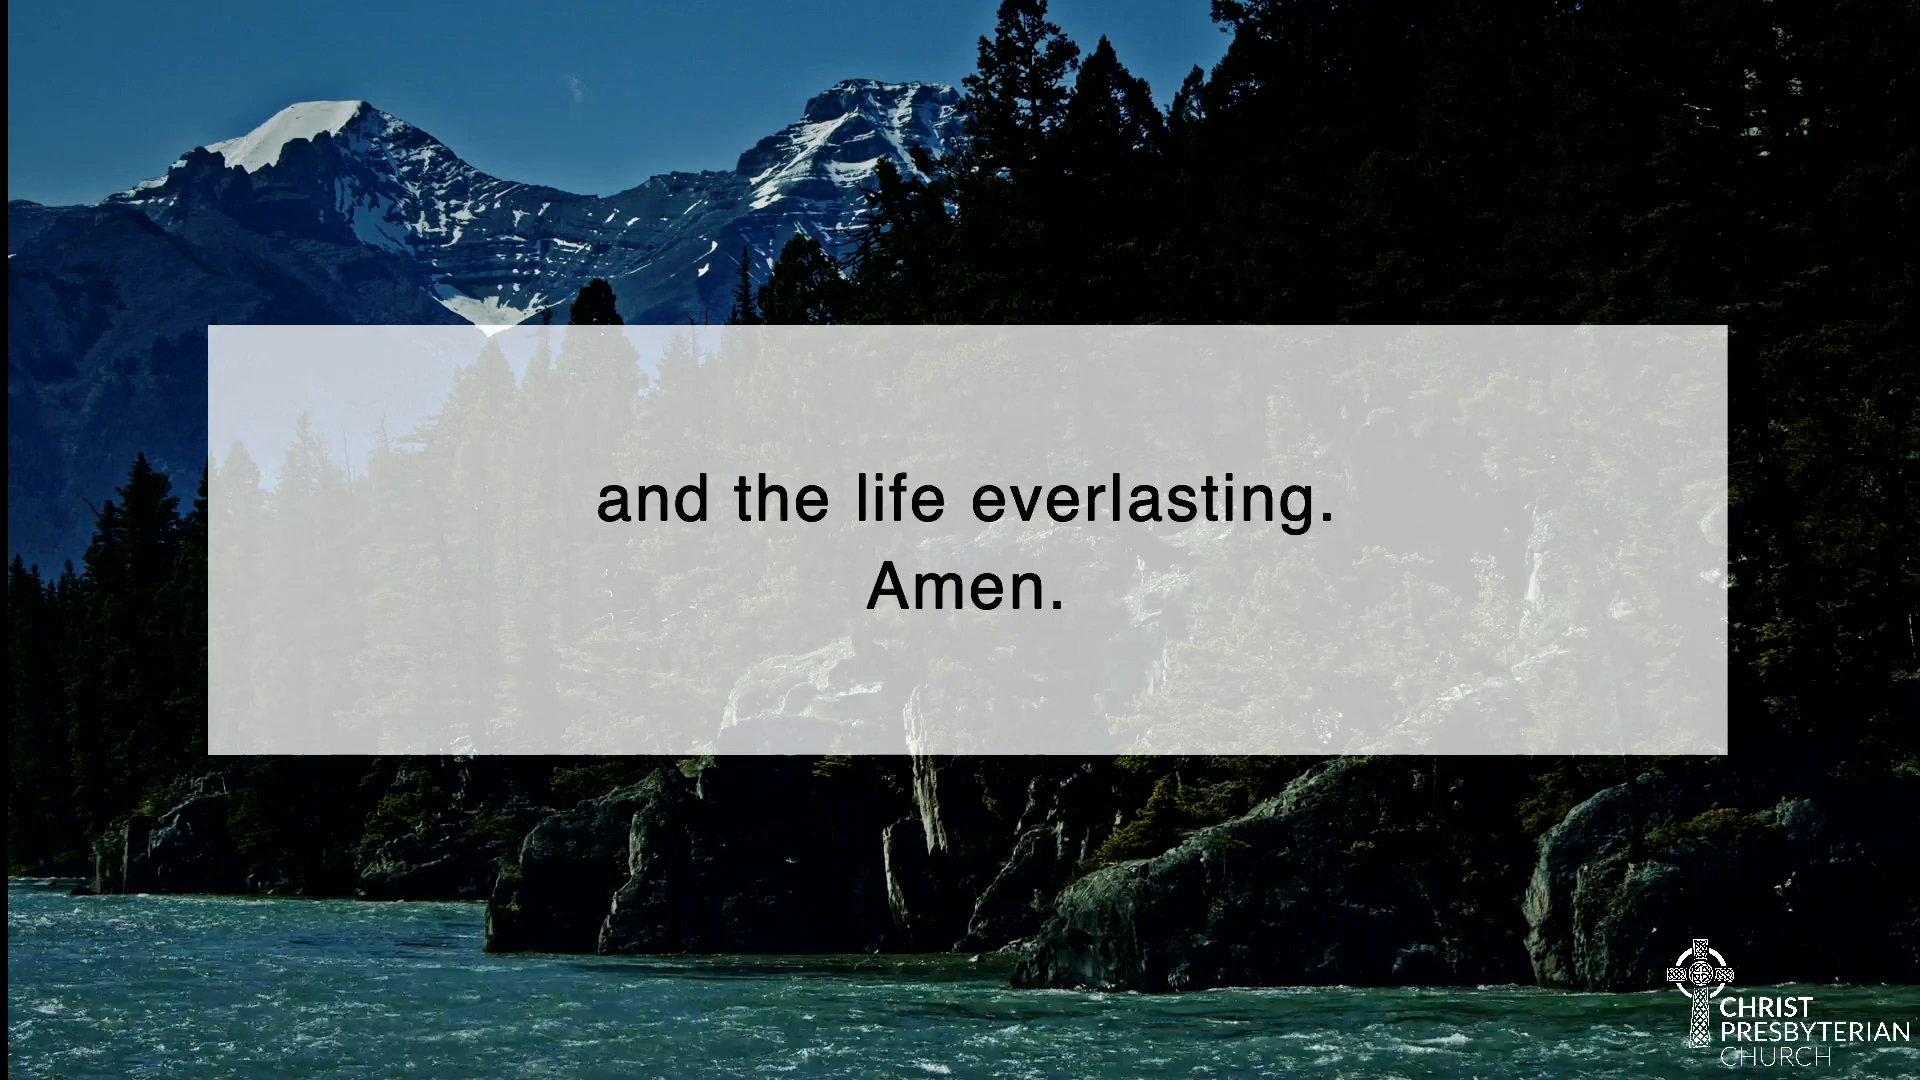 and the life everlasting.
Amen.
CHRIST
PRESBYTERIAN
CHURCH